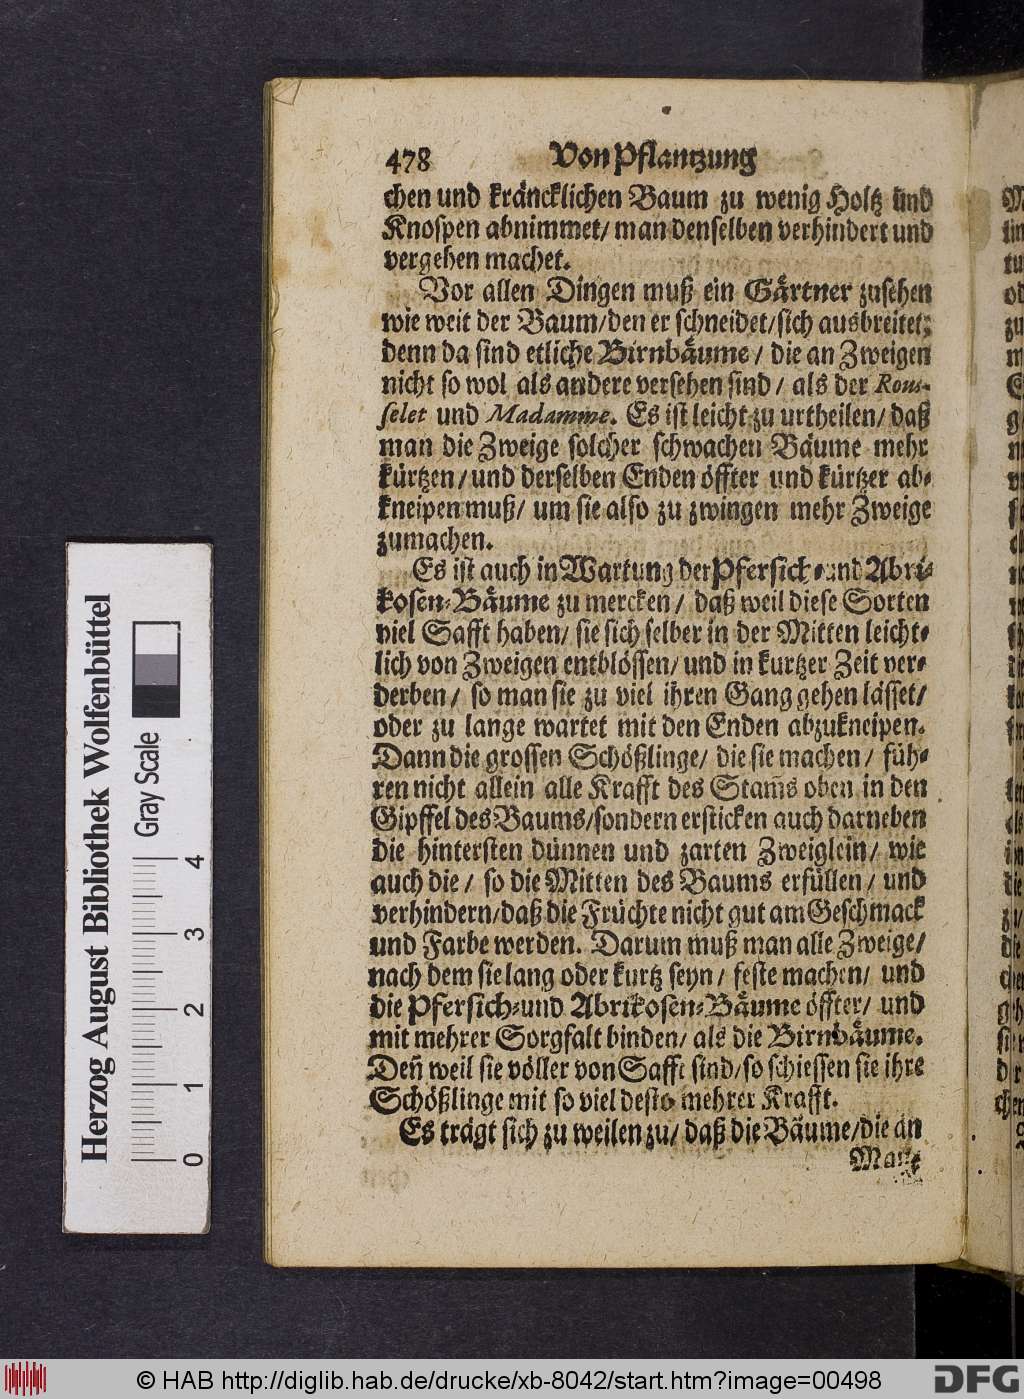 478 Von Pflantzung
chen und kräncklichen Baum zu wenig Holtz und
Knospen abnimmet/ man denselben verhindert und
vergehen machet.
Vor allen Dingen muß ein Gärtner zusehen
wie weit der Baum/den er schneidet/sich ausbreitet;
denn da sind etliche Birnbäume/ die an Zweigen
nicht so wol als andere versehen sind/ als der Rous-
selet und Madamme. Es ist leicht zu urtheilen/ daß
man die Zweige solcher schwachen Bäume mehr
kürtzen/ und derselben Enden öffter und kürtzer ab-
kneipen muß/ um sie also zu zwingen mehr Zweige
zumachen.
Es ist auch in Wartung der Pfersich- und Abri-
kosen-Bäume zu mercken/ daß weil diese Sorten
viel Safft haben/ sie sich selber in der Mitten leicht-
lich von Zweigen entblössen/ und in kurtzer Zeit ver-
derben/ so man sie zu viel ihren Gang gehen lässet/
oder zu lange wartet mit den Enden abzukneipen.
Dann die grossen Schößlinge/ die sie machen/ füh-
ren nicht allein alle Krafft des Stam̄s oben in den
Gipffel des Baums/sondern ersticken auch darneben
die hintersten dünnen und zarten Zweiglein/ wie
auch die/ so die Mitten des Baums erfüllen/ und
verhindern/daß die Früchte nicht gut am Geschmack
und Farbe werden. Darum muß man alle Zweige/
nach dem sie lang oder kurtz seyn/ feste machen/ und
die Pfersich-und Abrikosen-Bäume öffter/ und
mit mehrer Sorgfalt binden/ als die Birnbäume.
Den̄ weil sie völler von Safft sind/so schiessen sie ihre
Schößlinge mit so viel desto mehrer Krafft.
Es trägt sich zu weilen zu/ daß die Bäume/die an
Mau-
Herzog August Bibliothek Wolfenbüttel
Gray Scale
0 1 2 3 4
© HAB http://diglib.hab.de/drucke/xb-8042/start.htm?image=00498
DFG